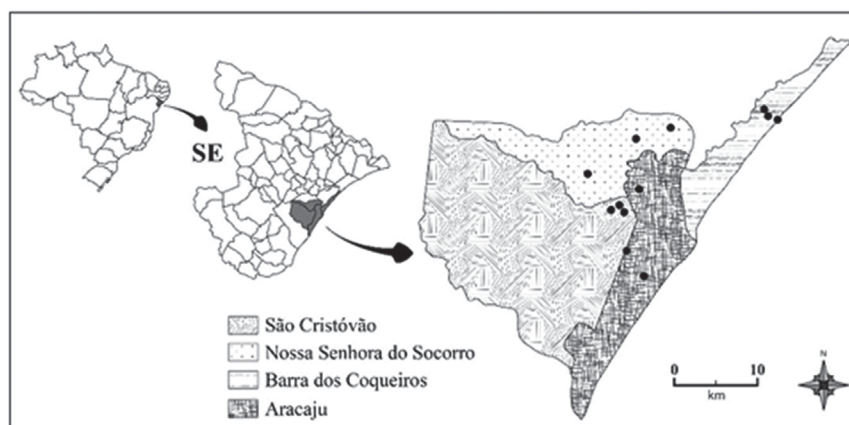 SE
São Cristóvão
Nossa Senhora do Socorro
Barra dos Coqueiros
Aracaju
0 10
km
N